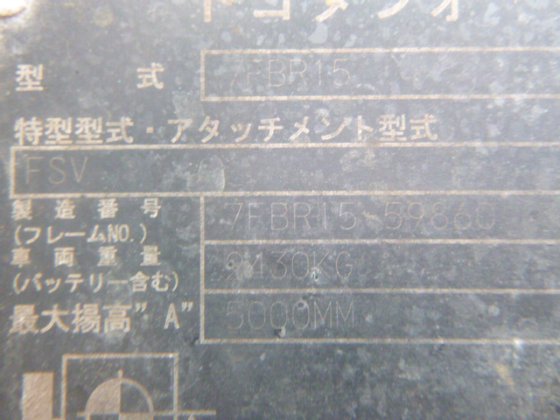 トヨタフォ
型 式 7FBR15
特型型式・アタッチメント型式
FSV
製造番号 7FBR15-59860
(フレームNO.)
車両重量 2430KG
(バッテリー含む)
最大揚高"A" 5000MM